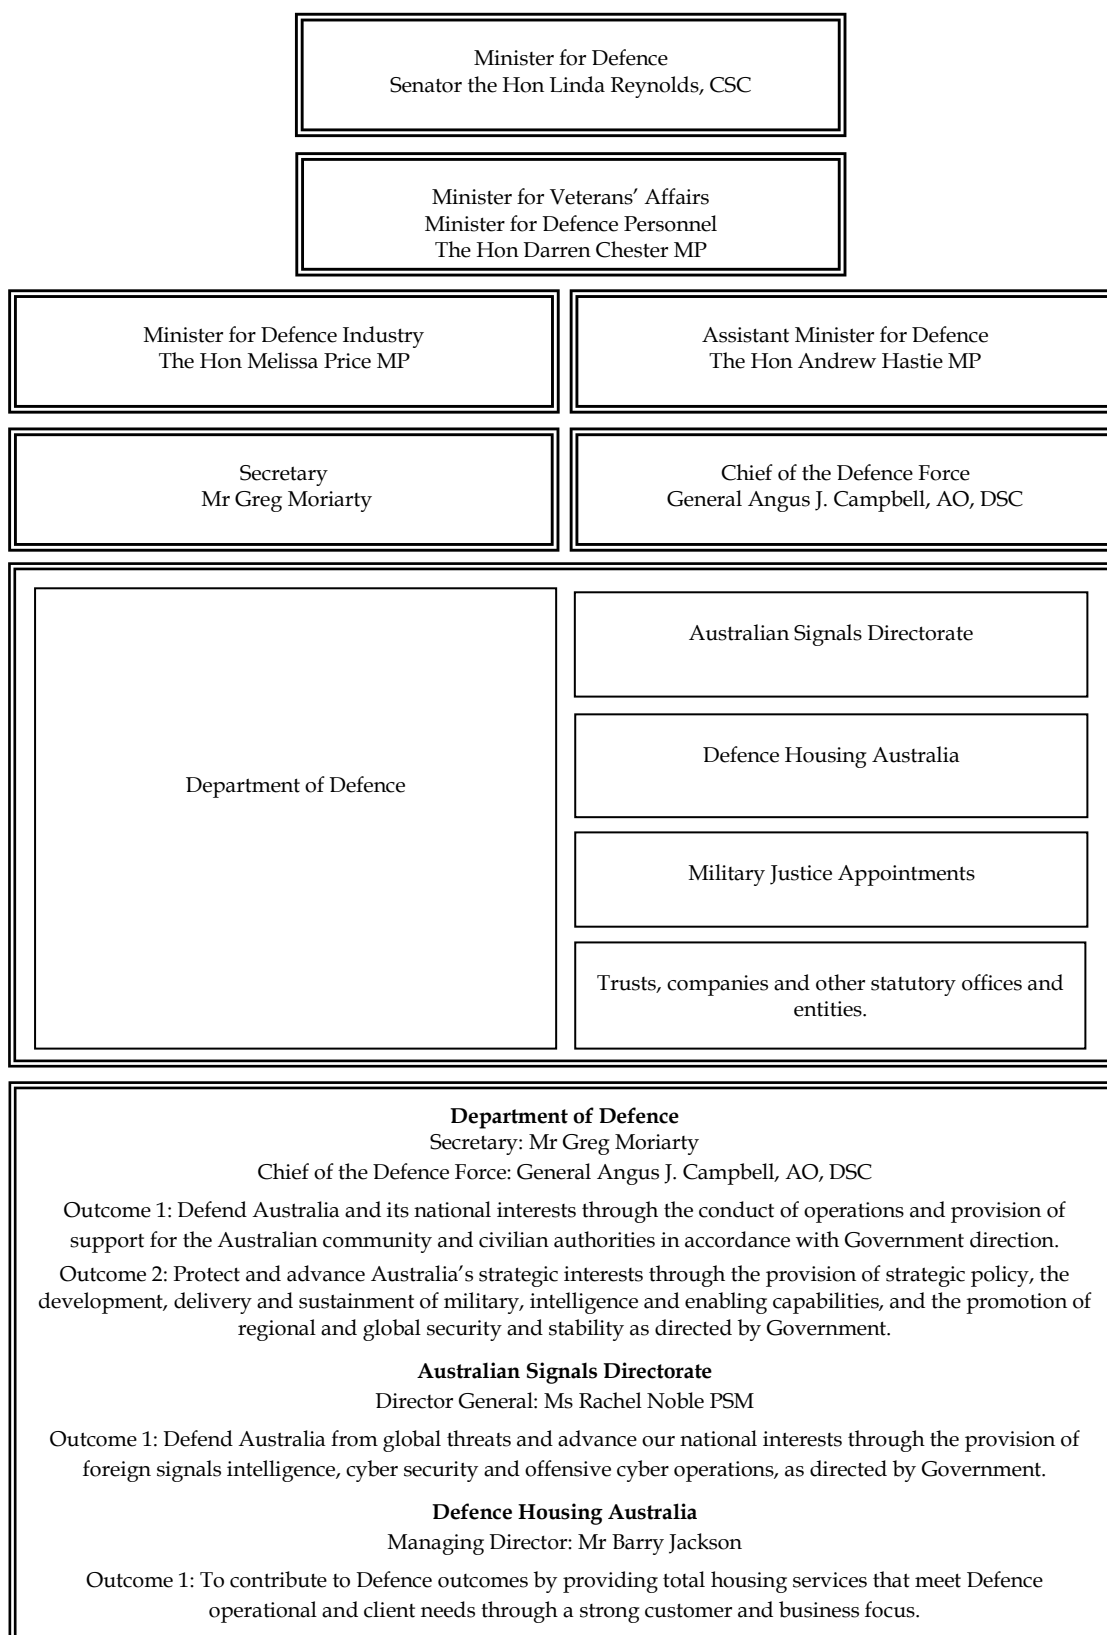 Minister for Defence
Senator the Hon Linda Reynolds, CSC
Minister for Veterans’ Affairs
Minister for Defence Personnel
The Hon Darren Chester MP
Minister for Defence Industry
The Hon Melissa Price MP
Assistant Minister for Defence
The Hon Andrew Hastie MP
Secretary
Mr Greg Moriarty
Chief of the Defence Force
General Angus J. Campbell, AO, DSC
Department of Defence
Australian Signals Directorate
Defence Housing Australia
Military Justice Appointments
Trusts, companies and other statutory offices and
entities.
Department of Defence
Secretary: Mr Greg Moriarty
Chief of the Defence Force: General Angus J. Campbell, AO, DSC
Outcome 1: Defend Australia and its national interests through the conduct of operations and provision of
support for the Australian community and civilian authorities in accordance with Government direction.
Outcome 2: Protect and advance Australia’s strategic interests through the provision of strategic policy, the
development, delivery and sustainment of military, intelligence and enabling capabilities, and the promotion of
regional and global security and stability as directed by Government.
Australian Signals Directorate
Director General: Ms Rachel Noble PSM
Outcome 1: Defend Australia from global threats and advance our national interests through the provision of
foreign signals intelligence, cyber security and offensive cyber operations, as directed by Government.
Defence Housing Australia
Managing Director: Mr Barry Jackson
Outcome 1: To contribute to Defence outcomes by providing total housing services that meet Defence
operational and client needs through a strong customer and business focus.